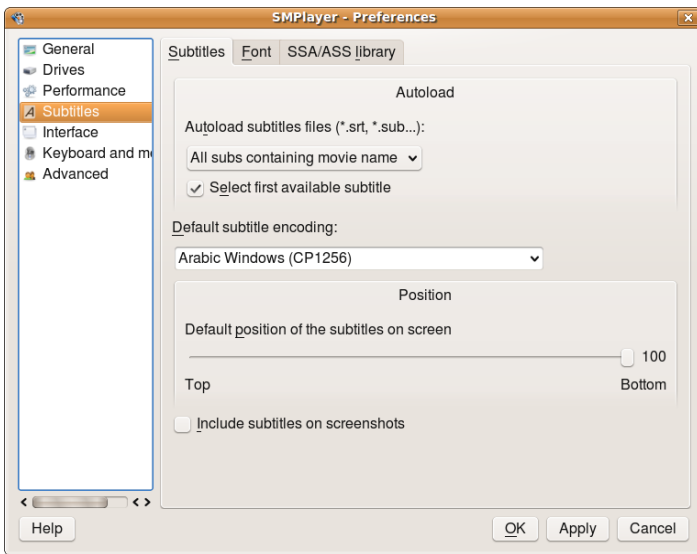 SMPlayer - Preferences
General
Drives
Performance
Subtitles
Interface
Keyboard and m
Advanced
Subtitles Font SSA/ASS library
Autoload
Autoload subtitles files (*.srt, *.sub...):
All subs containing movie name
Select first available subtitle
Default subtitle encoding:
Arabic Windows (CP1256)
Position
Default position of the subtitles on screen
100
Top Bottom
Include subtitles on screenshots
Help OK Apply Cancel